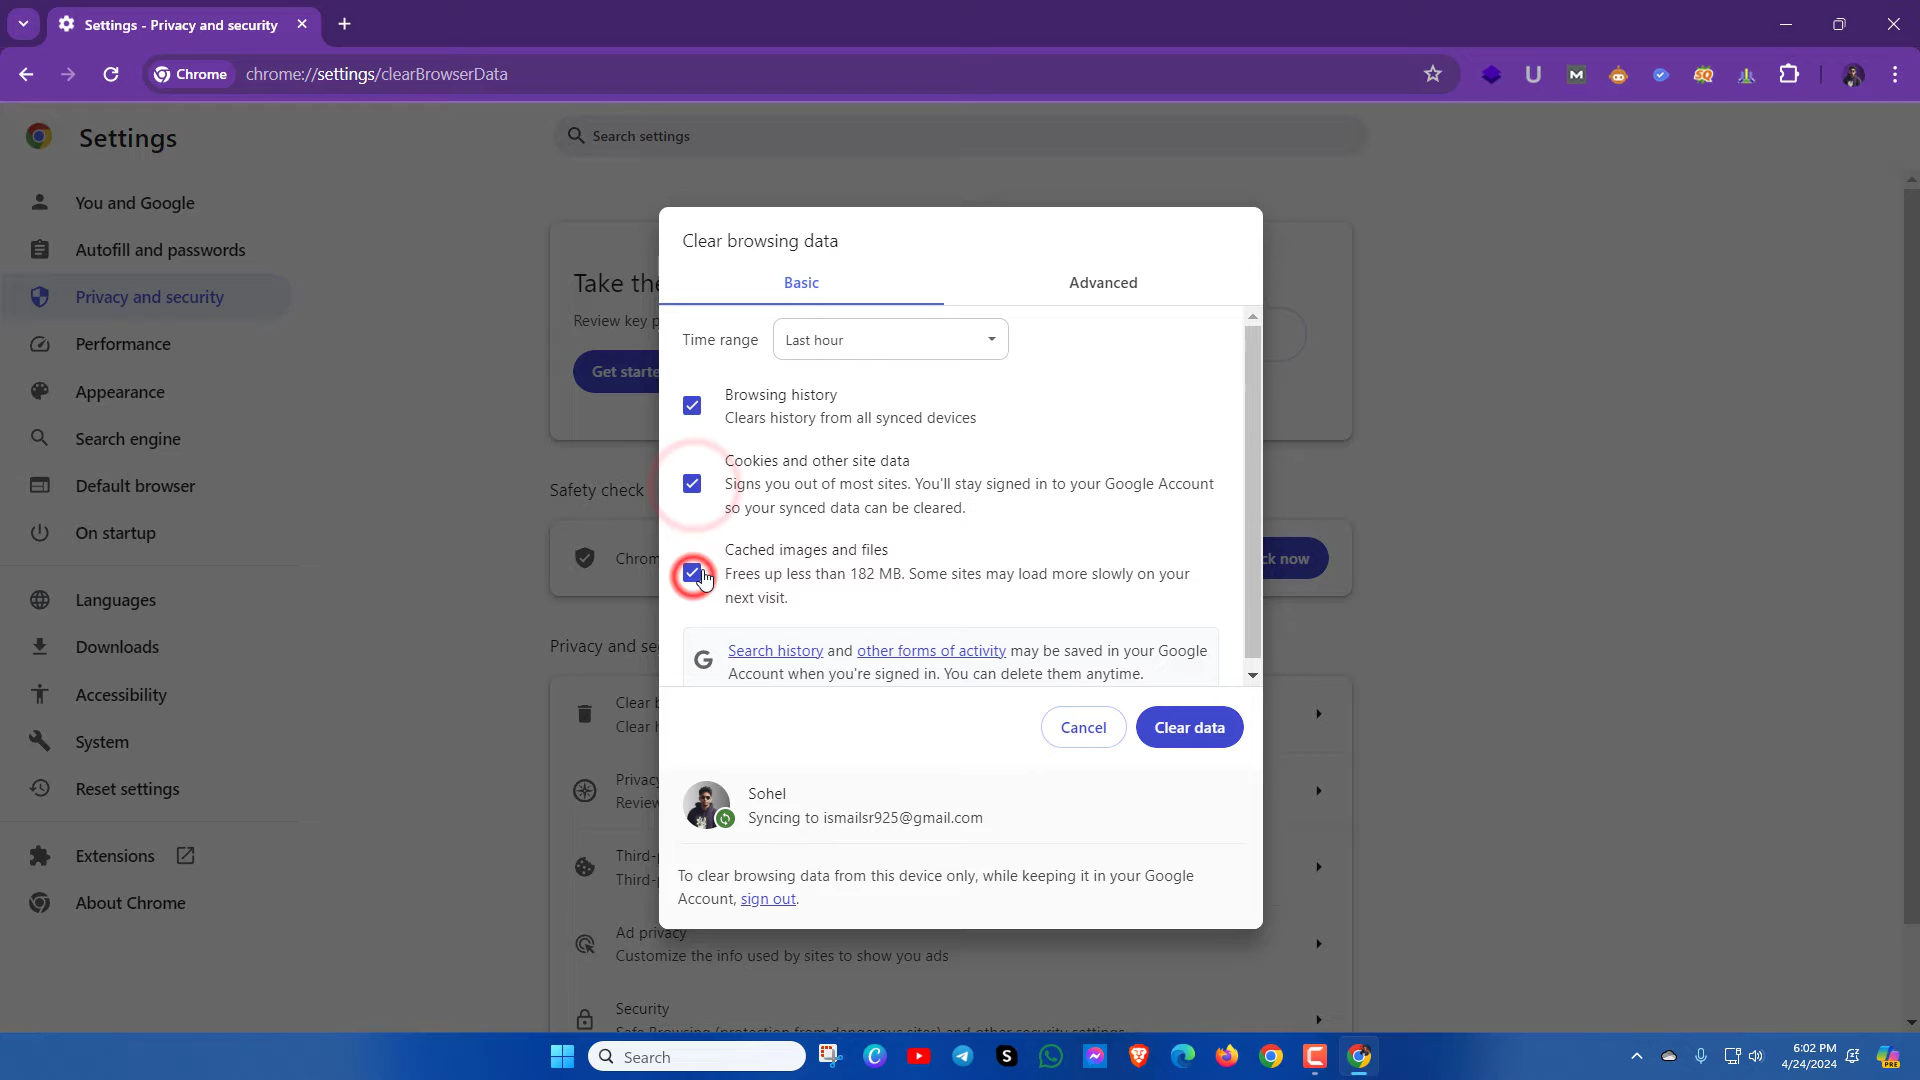 Settings - Privacy and security
Chrome
chrome://settings/clearBrowserData
Settings
Search settings
You and Google
Autofill and passwords
Privacy and security
Performance
Appearance
Search engine
Default browser
On startup
Languages
Downloads
Accessibility
System
Reset settings
Extensions
About Chrome
Take the
Review key p
Get starte
Safety check
Chrom
ck now
Privacy and se
Clear b
Clear h
Privacy
Review
Third-p
Third-p
Ad privacy
Customize the info used by sites to show you ads
Security
Safe Browsing (protection from dangerous sites) and other security settings
Clear browsing data
Basic
Advanced
Time range
Last hour
Browsing history
Clears history from all synced devices
Cookies and other site data
Signs you out of most sites. You'll stay signed in to your Google Account
so your synced data can be cleared.
Cached images and files
Frees up less than 182 MB. Some sites may load more slowly on your
next visit.
Search history and other forms of activity may be saved in your Google
Account when you're signed in. You can delete them anytime.
Cancel
Clear data
Sohel
Syncing to ismailsr925@gmail.com
To clear browsing data from this device only, while keeping it in your Google
Account, sign out.
Search
6:02 PM
4/24/2024